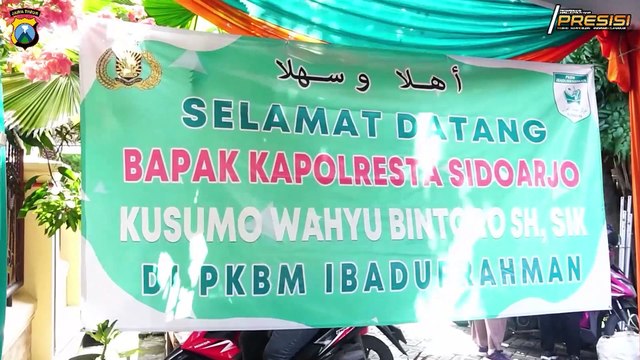 PRESISI
أهلا و سهلا
SELAMAT DATANG
BAPAK KAPOLRESTA SIDOARJO
KUSUMO WAHYU BINTORO SH, SIK
DI PKBM IBADURRAHMAN